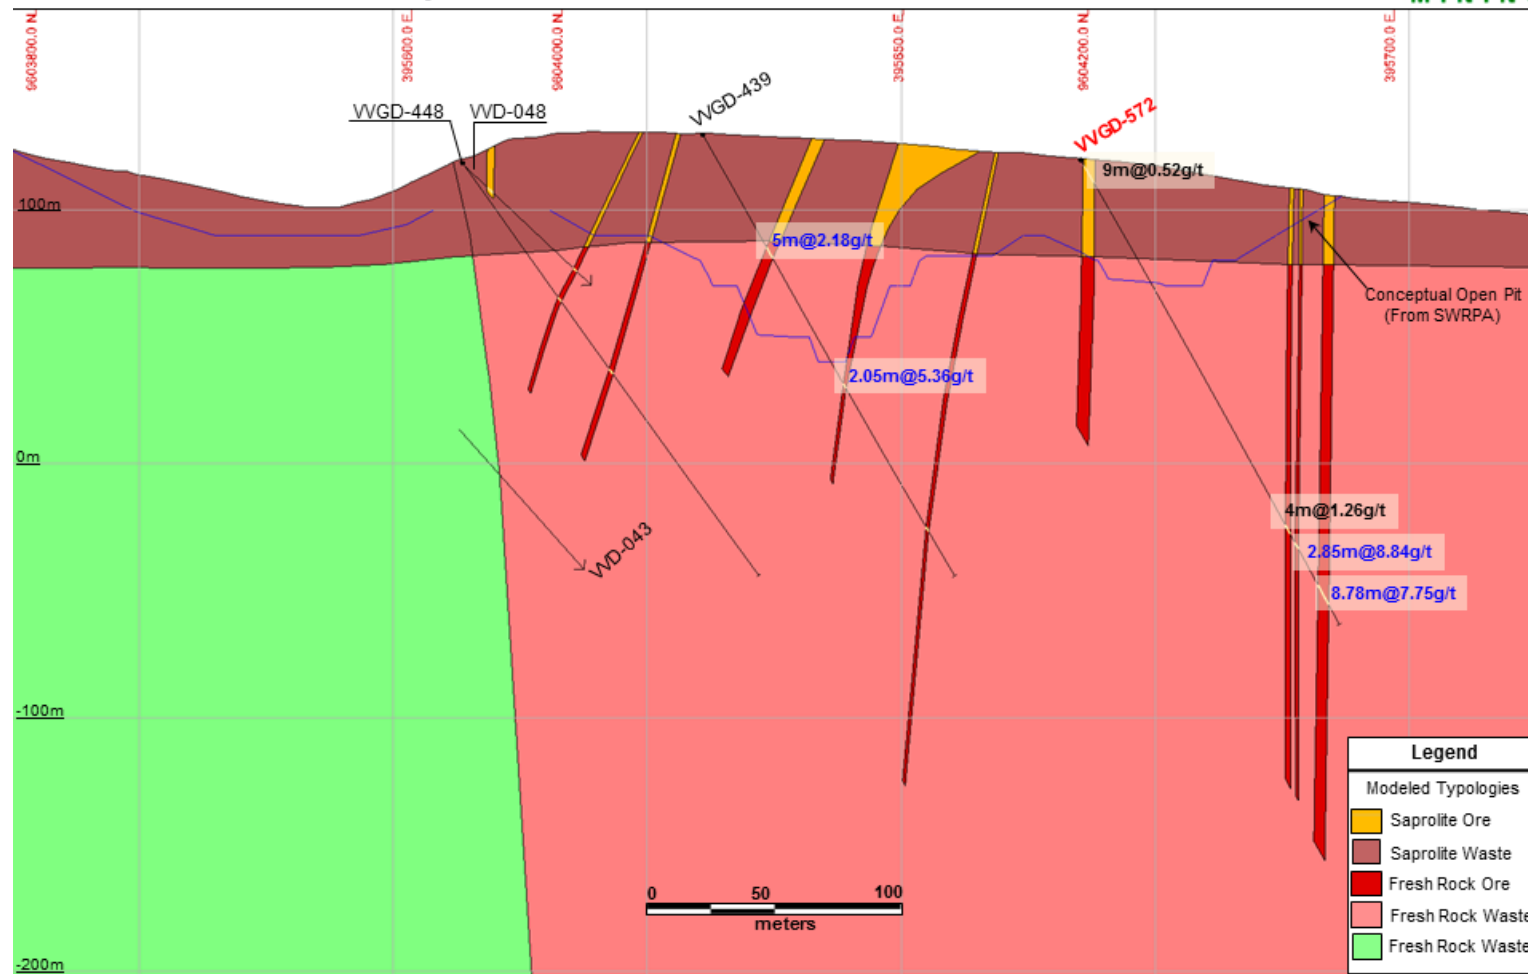 9603800.0 N
395600.0 E
9604000.0 N
395650.0 E
9604200.0 N
395700.0 E
VVGD-448
VVD-048
VVGD-439
VVGD-572
9m@0.52g/t
100m
5m@2.18g/t
Conceptual Open Pit
(From SWRPA)
2.05m@5.36g/t
0m
4m@1.26g/t
VVD-043
2.85m@8.84g/t
8.78m@7.75g/t
-100m
Legend
Modeled Typologies
Saprolite Ore
Saprolite Waste
Fresh Rock Ore
Fresh Rock Waste
Fresh Rock Waste
0 50 100
meters
-200m